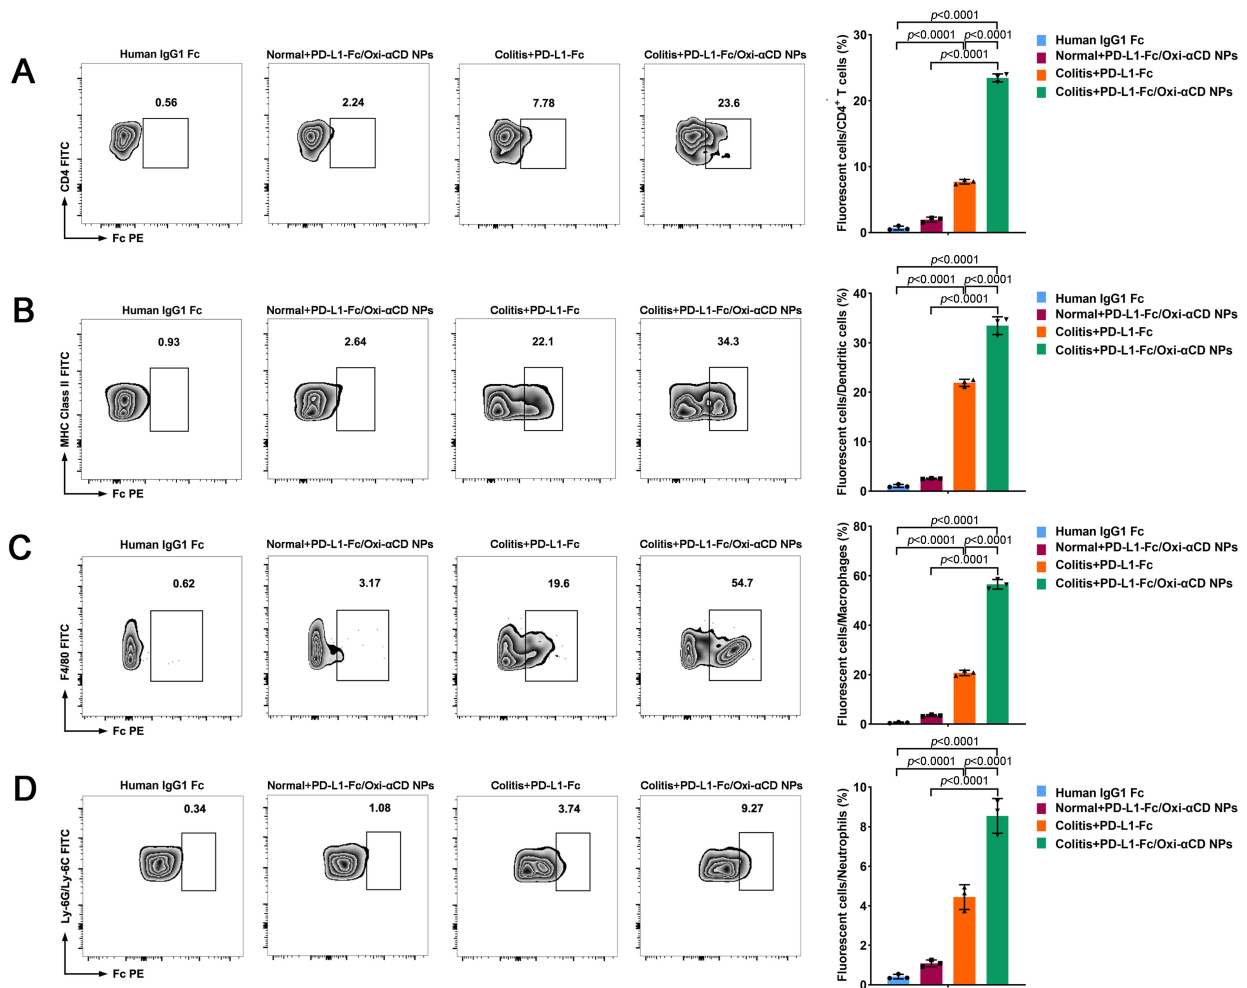 A
Human IgG1 Fc
Normal+PD-L1-Fc/Oxi-αCD NPs
Colitis+PD-L1-Fc
Colitis+PD-L1-Fc/Oxi-αCD NPs
0.56
2.24
7.78
23.6
CD4 FITC
Fc PE
Fluorescent cells/CD4+ T cells (%)
30
20
10
0
p<0.0001
p<0.0001
p<0.0001
p<0.0001
Human IgG1 Fc
Normal+PD-L1-Fc/Oxi-αCD NPs
Colitis+PD-L1-Fc
Colitis+PD-L1-Fc/Oxi-αCD NPs
B
Human IgG1 Fc
Normal+PD-L1-Fc/Oxi-αCD NPs
Colitis+PD-L1-Fc
Colitis+PD-L1-Fc/Oxi-αCD NPs
0.93
2.64
22.1
34.3
MHC Class II FITC
Fc PE
Fluorescent cells/Dendritic cells (%)
40
30
20
10
0
p<0.0001
p<0.0001
p<0.0001
p<0.0001
Human IgG1 Fc
Normal+PD-L1-Fc/Oxi-αCD NPs
Colitis+PD-L1-Fc
Colitis+PD-L1-Fc/Oxi-αCD NPs
C
Human IgG1 Fc
Normal+PD-L1-Fc/Oxi-αCD NPs
Colitis+PD-L1-Fc
Colitis+PD-L1-Fc/Oxi-αCD NPs
0.62
3.17
19.6
54.7
F4/80 FITC
Fc PE
Fluorescent cells/Macrophages (%)
80
60
40
20
0
p<0.0001
p<0.0001
p<0.0001
p<0.0001
Human IgG1 Fc
Normal+PD-L1-Fc/Oxi-αCD NPs
Colitis+PD-L1-Fc
Colitis+PD-L1-Fc/Oxi-αCD NPs
D
Human IgG1 Fc
Normal+PD-L1-Fc/Oxi-αCD NPs
Colitis+PD-L1-Fc
Colitis+PD-L1-Fc/Oxi-αCD NPs
0.34
1.08
3.74
9.27
Ly-6G/Ly-6C FITC
Fc PE
Fluorescent cells/Neutrophils (%)
10
8
6
4
2
0
p<0.0001
p<0.0001
p<0.0001
p<0.0001
Human IgG1 Fc
Normal+PD-L1-Fc/Oxi-αCD NPs
Colitis+PD-L1-Fc
Colitis+PD-L1-Fc/Oxi-αCD NPs